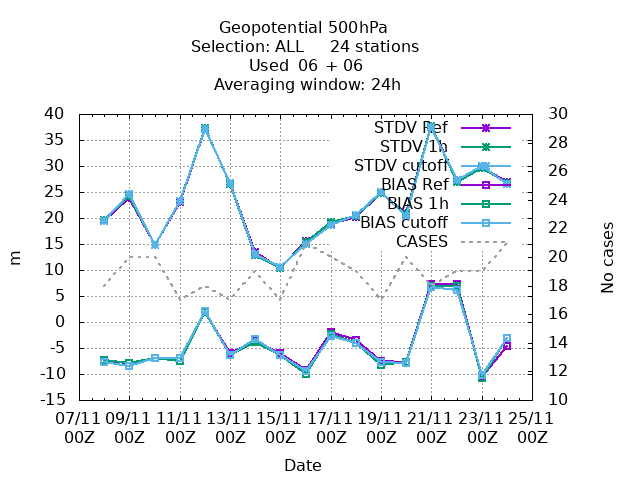 Geopotential 500hPa
Selection: ALL 24 stations
Used 06 + 06
Averaging window: 24h
40 30
35 28
30 26
25 24
20 22
15 20
10 18
5 16
0 14
-5 12
-10 10
-15
STDV Ref
STDV 1h
STDV cutoff
BIAS Ref
BIAS 1h
BIAS cutoff
CASES
m
No cases
07/11 09/11 11/11 13/11 15/11 17/11 19/11 21/11 23/11 25/11
00Z 00Z 00Z 00Z 00Z 00Z 00Z 00Z 00Z 00Z
Date